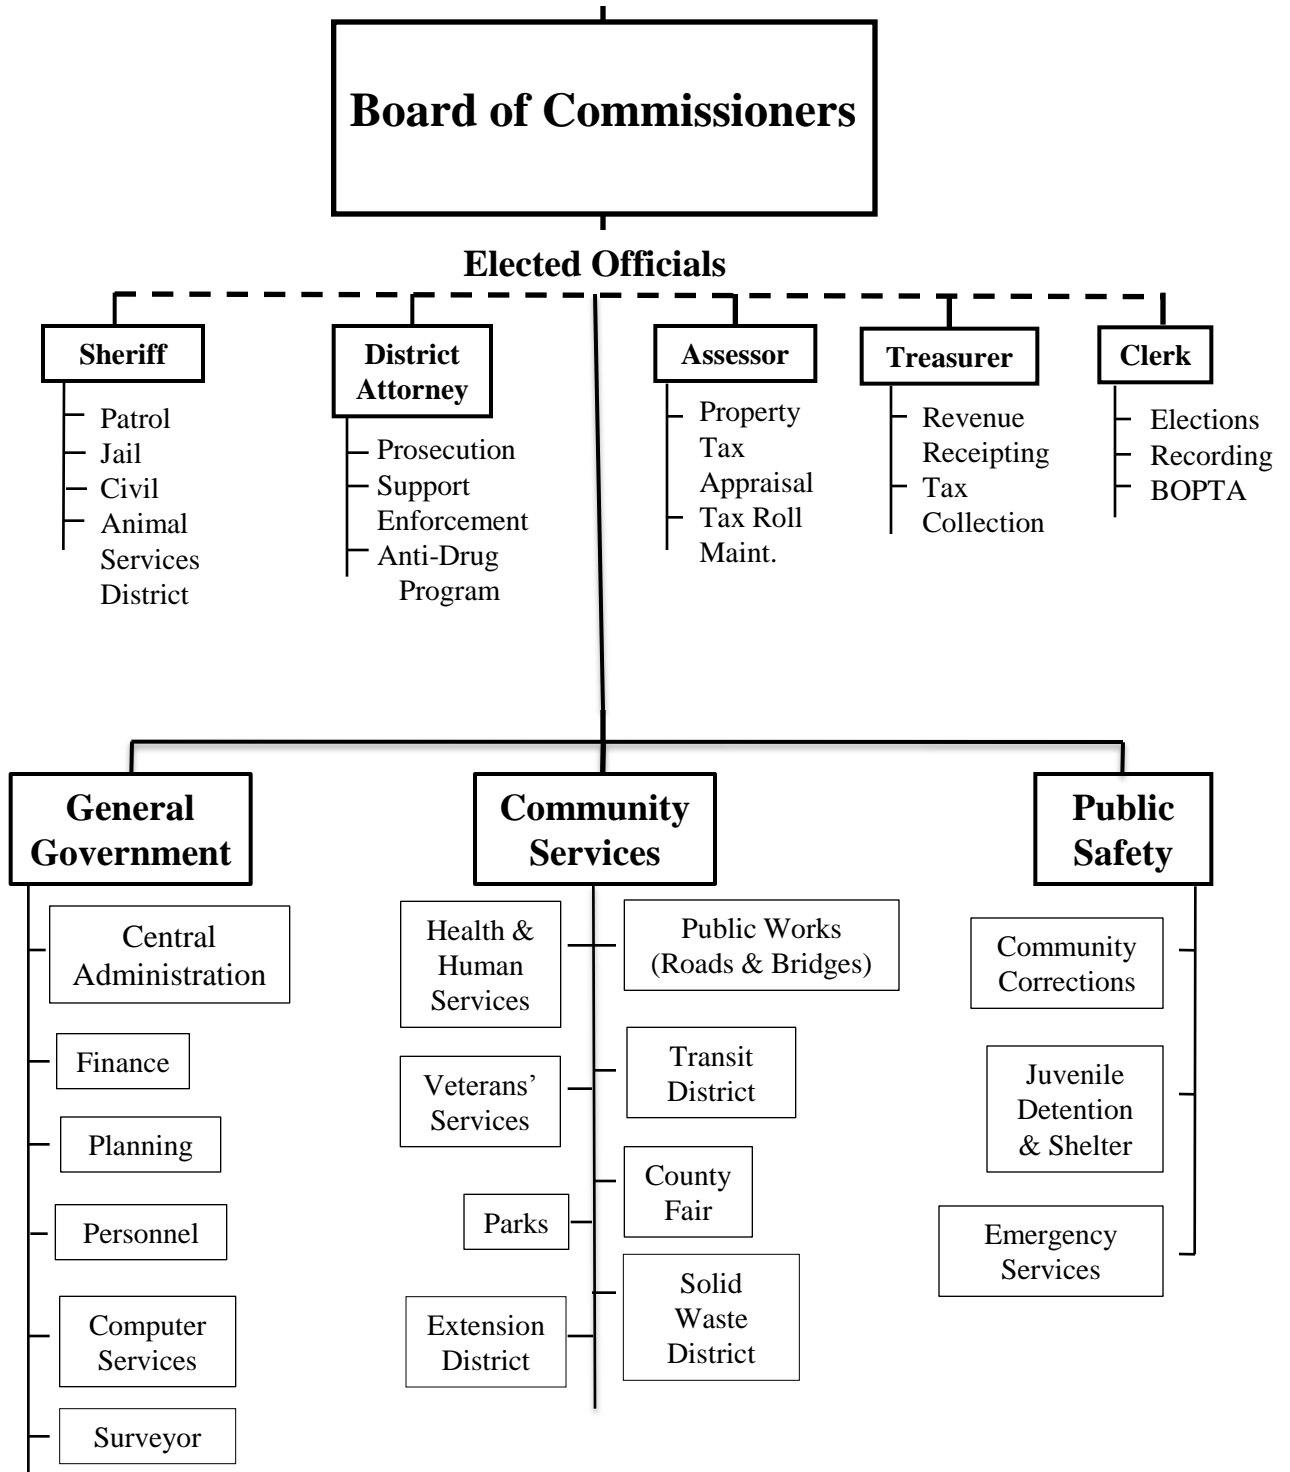 Board of Commissioners
Elected Officials
Sheriff
Patrol
Jail
Civil
Animal
Services
District
District
Attorney
Prosecution
Support
Enforcement
Anti-Drug
Program
Assessor
Property
Tax
Appraisal
Tax Roll
Maint.
Treasurer
Revenue
Receipting
Tax
Collection
Clerk
Elections
Recording
BOPTA
General
Government
Central
Administration
Finance
Planning
Personnel
Computer
Services
Surveyor
Community
Services
Health &
Human
Services
Public Works
(Roads & Bridges)
Veterans’
Services
Transit
District
Parks
County
Fair
Extension
District
Solid
Waste
District
Public
Safety
Community
Corrections
Juvenile
Detention
& Shelter
Emergency
Services